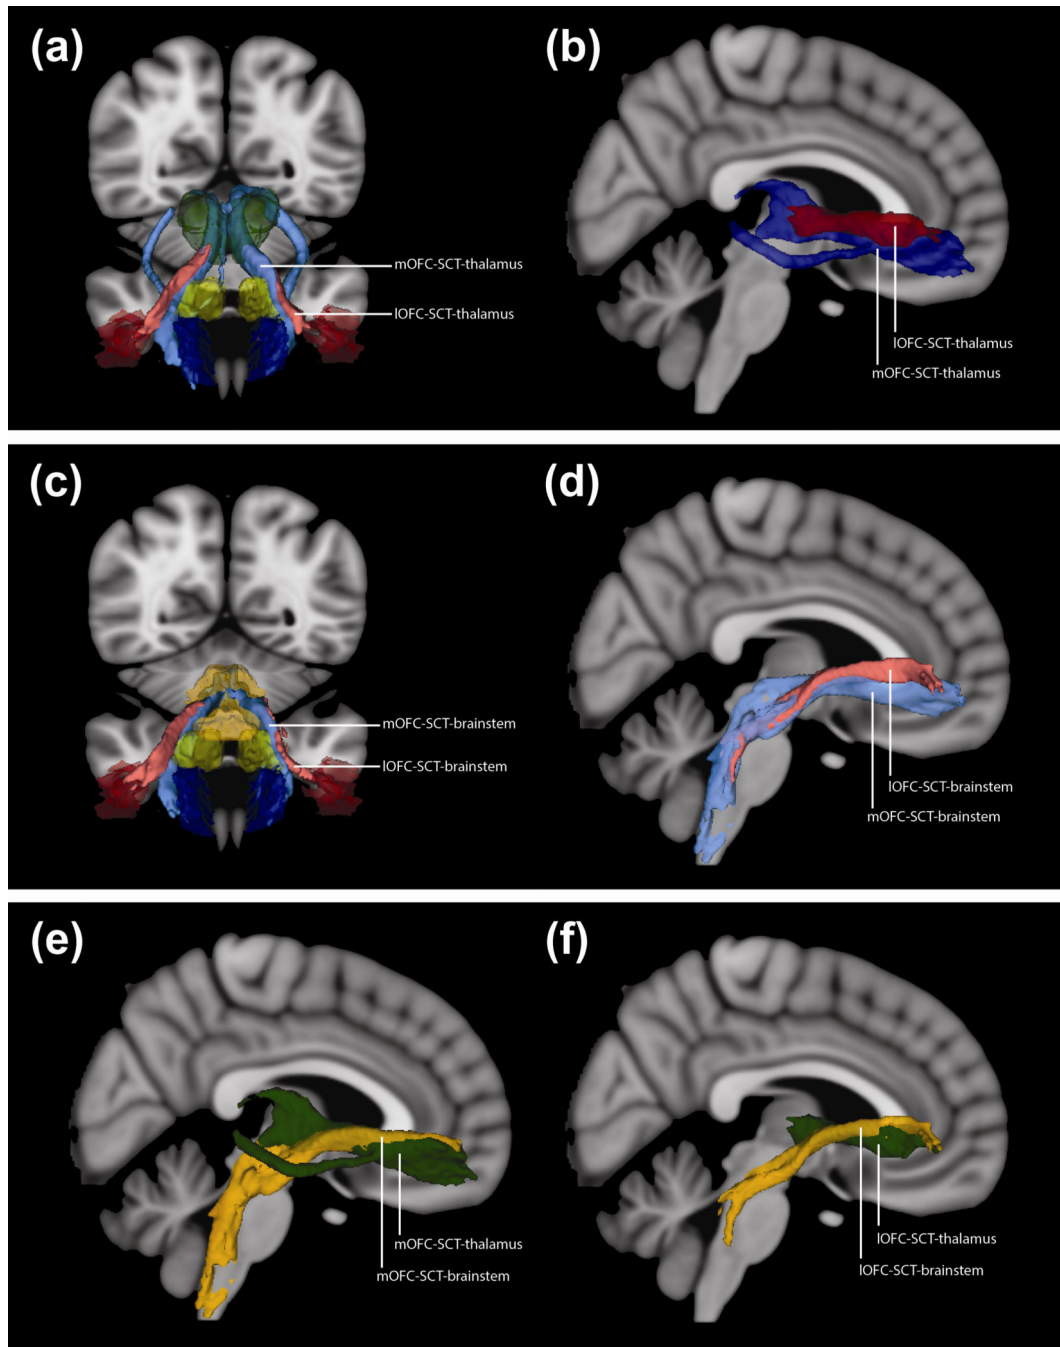 (a)
(b)
mOFC-SCT-thalamus
lOFC-SCT-thalamus
lOFC-SCT-thalamus
mOFC-SCT-thalamus
(c)
(d)
mOFC-SCT-brainstem
lOFC-SCT-brainstem
lOFC-SCT-brainstem
mOFC-SCT-brainstem
(e)
(f)
mOFC-SCT-thalamus
mOFC-SCT-brainstem
lOFC-SCT-thalamus
lOFC-SCT-brainstem